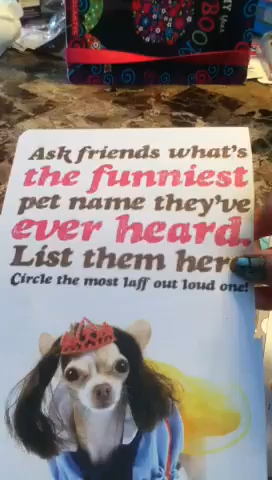 BOO
Ask friends what's
the funniest
pet name they've
ever heard.
List them here
Circle the most laff out loud one!